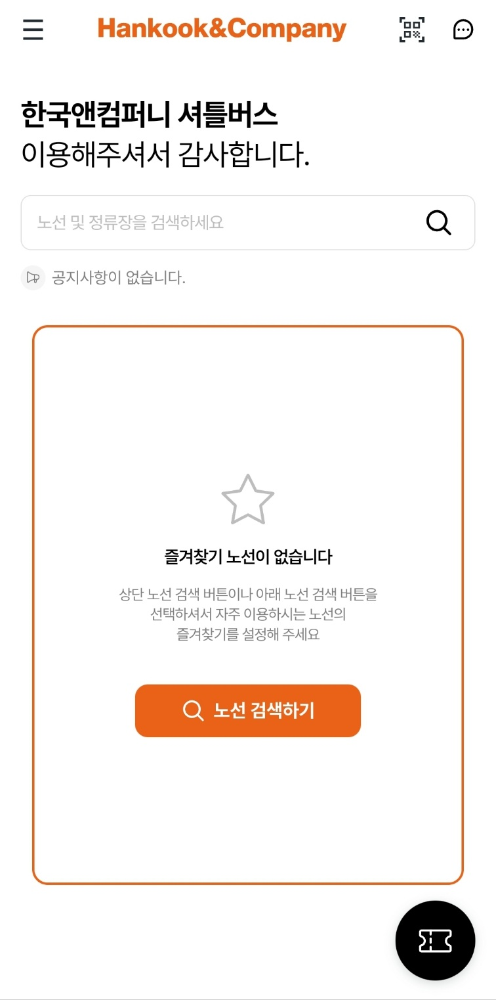 Hankook&Company
한국앤컴퍼니 셔틀버스
이용해주셔서 감사합니다.
노선 및 정류장을 검색하세요
공지사항이 없습니다.
즐겨찾기 노선이 없습니다
상단 노선 검색 버튼이나 아래 노선 검색 버튼을
선택하셔서 자주 이용하시는 노선의
즐겨찾기를 설정해 주세요
노선 검색하기